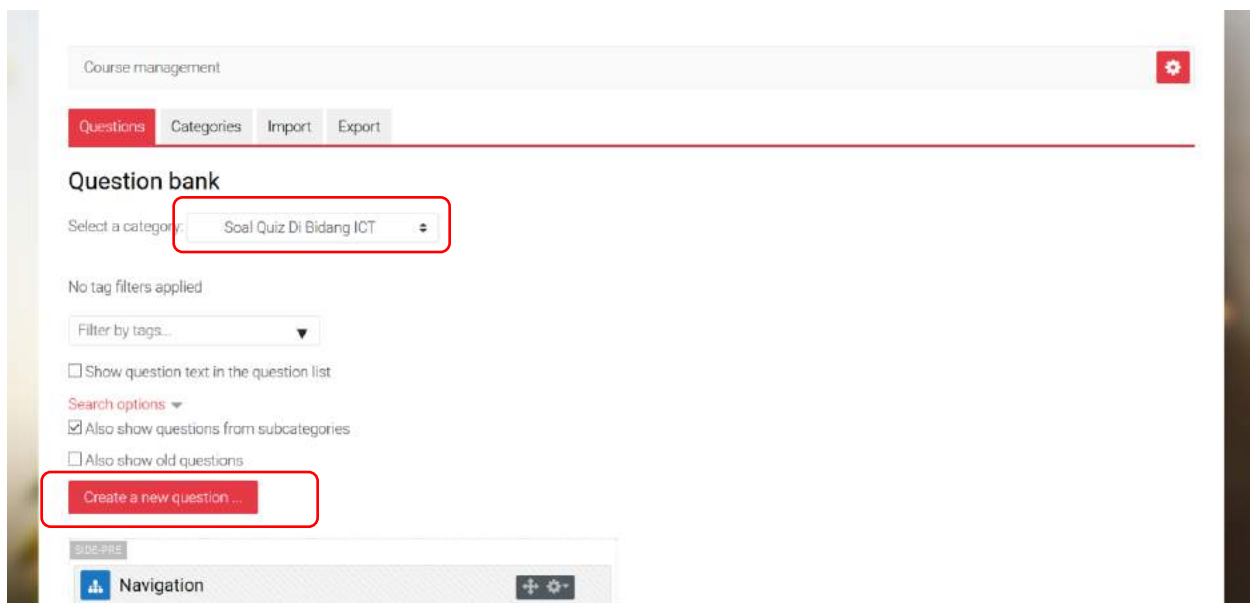 Course management
Questions Categories Import Export
Question bank
Select a category: Soal Quiz Di Bidang ICT
No tag filters applied
Filter by tags...
Show question text in the question list
Search options
Also show questions from subcategories
Also show old questions
Create a new question ...
SIDE-PRE
Navigation